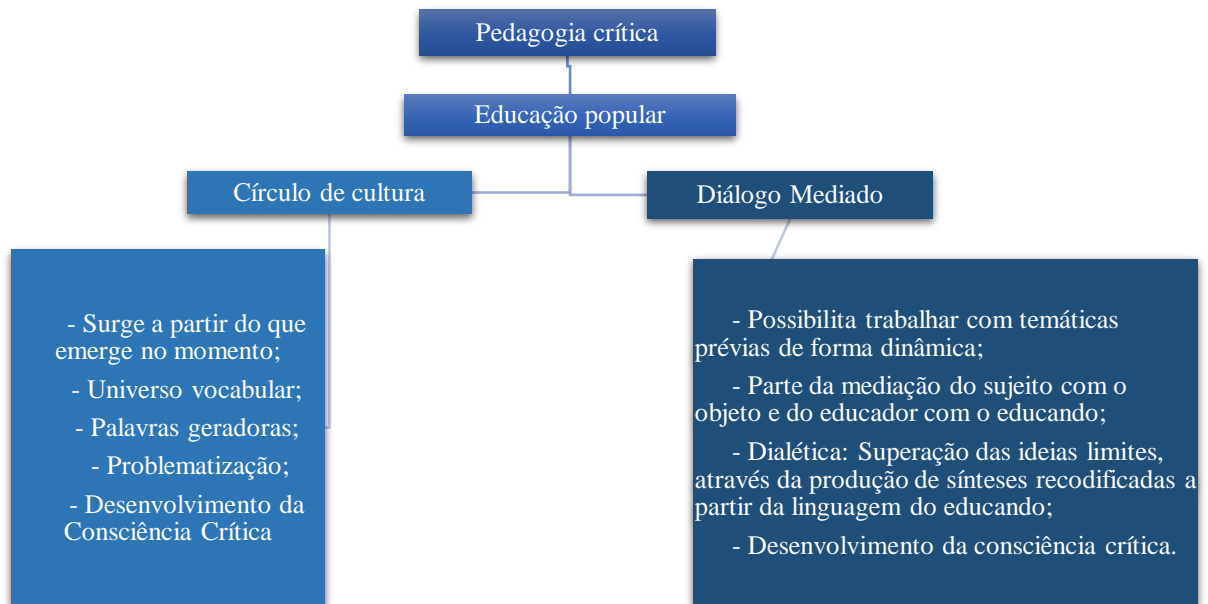 Pedagogia crítica
Educação popular
Círculo de cultura
Diálogo Mediado
- Surge a partir do que
emerge no momento;
- Universo vocabular;
- Palavras geradoras;
- Problematização;
- Desenvolvimento da
Consciência Crítica
- Possibilita trabalhar com temáticas
prévias de forma dinâmica;
- Parte da mediação do sujeito com o
objeto e do educador com o educando;
- Dialética: Superação das ideias limites,
através da produção de sínteses recodificadas a
partir da linguagem do educando;
- Desenvolvimento da consciência crítica.